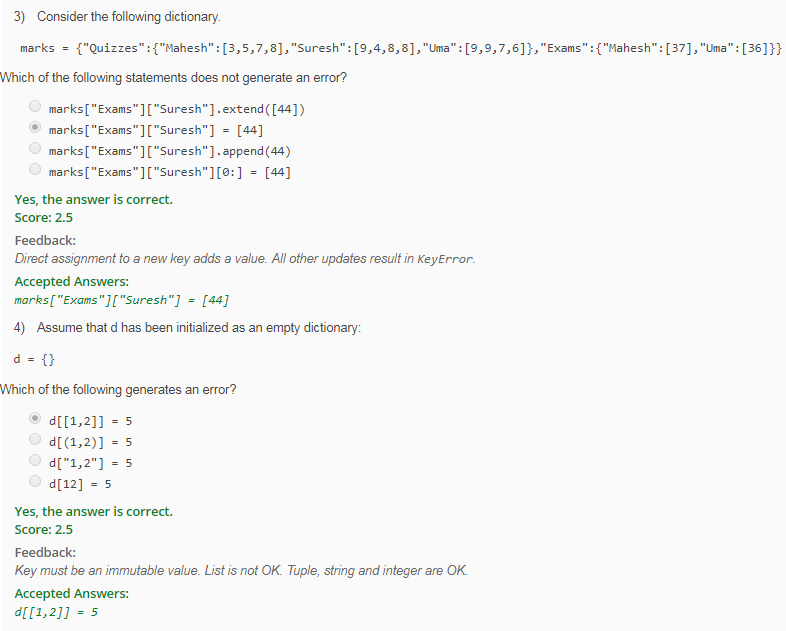 3) Consider the following dictionary.
marks = {"Quizzes":{"Mahesh":[3,5,7,8],"Suresh":[9,4,8,8],"Uma":[9,9,7,6]},"Exams":{"Mahesh":[37],"Uma":[36]}}
Which of the following statements does not generate an error?
marks["Exams"]["Suresh"].extend([44])
marks["Exams"]["Suresh"] = [44]
marks["Exams"]["Suresh"].append(44)
marks["Exams"]["Suresh"][0:] = [44]
Yes, the answer is correct.
Score: 2.5
Feedback:
Direct assignment to a new key adds a value. All other updates result in KeyError.
Accepted Answers:
marks["Exams"]["Suresh"] = [44]
4) Assume that d has been initialized as an empty dictionary:
d = {}
Which of the following generates an error?
d[[1,2]] = 5
d[(1,2)] = 5
d["1,2"] = 5
d[12] = 5
Yes, the answer is correct.
Score: 2.5
Feedback:
Key must be an immutable value. List is not OK. Tuple, string and integer are OK.
Accepted Answers:
d[[1,2]] = 5